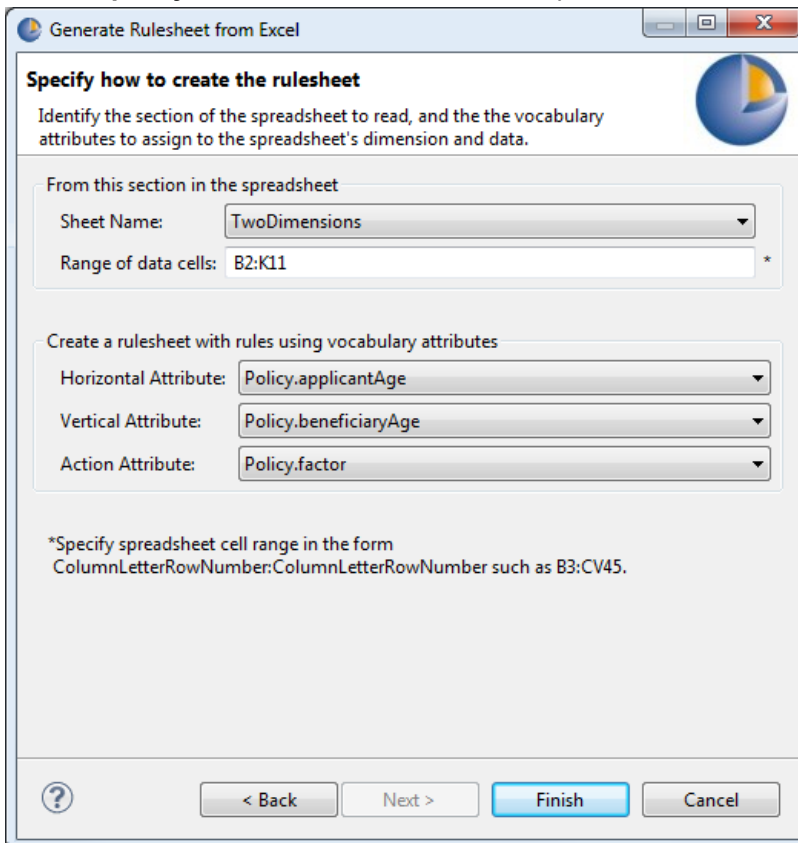 Generate Rulesheet from Excel
Specify how to create the rulesheet
Identify the section of the spreadsheet to read, and the the vocabulary
attributes to assign to the spreadsheet's dimension and data.
From this section in the spreadsheet
Sheet Name: TwoDimensions
Range of data cells: B2:K11 *
Create a rulesheet with rules using vocabulary attributes
Horizontal Attribute: Policy.applicantAge
Vertical Attribute: Policy.beneficiaryAge
Action Attribute: Policy.factor
*Specify spreadsheet cell range in the form
ColumnLetterRowNumber:ColumnLetterRowNumber such as B3:CV45.
? < Back Next > Finish Cancel